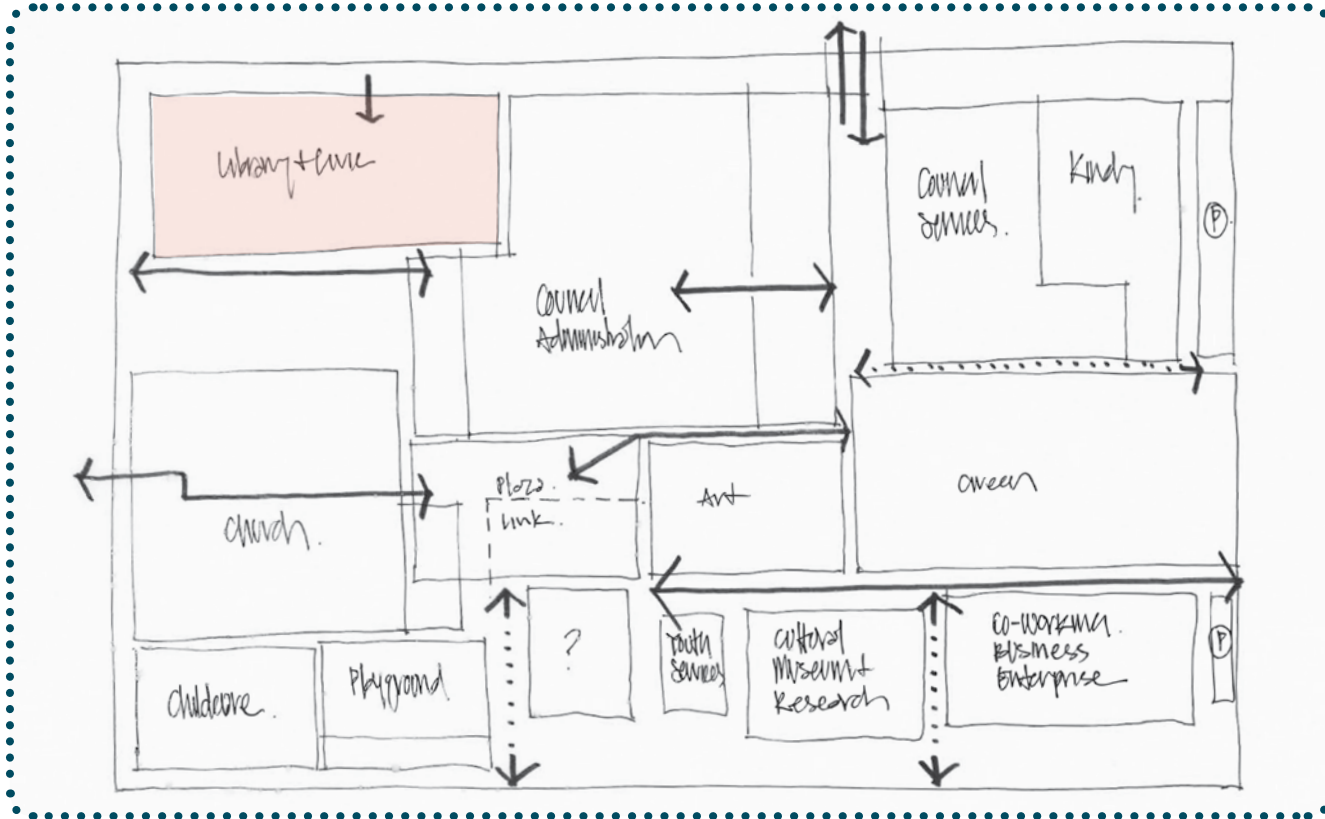 Library + Civic
Council
Services.
Kindy.
P
Council
Administration
Plaza.
Link.
Art
Green
Church.
Childcare.
Playground
?
Youth
Services
Cultural
Museum +
Research
Co-working.
Business
Enterprise
P